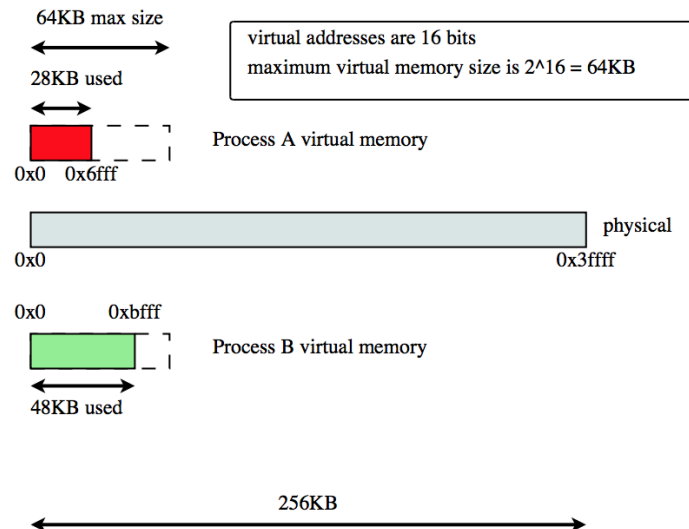 64KB max size
virtual addresses are 16 bits
maximum virtual memory size is 2^16 = 64KB
28KB used
Process A virtual memory
0x0 0x6fff
physical
0x0 0x3ffff
0x0 0xbfff
Process B virtual memory
48KB used
256KB